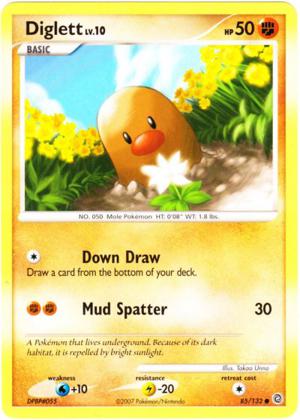 Diglett LV.10
HP 50
BASIC
NO. 050 Mole Pokémon HT: 0'08" WT: 1.8 lbs.
Down Draw
Draw a card from the bottom of your deck.
Mud Spatter 30
A Pokémon that lives underground. Because of its dark
habitat, it is repelled by bright sunlight.
Illus. Takao Unno
weakness resistance retreat cost
+10 -20
DPBP#055 ©2007 Pokémon/Nintendo 85/132